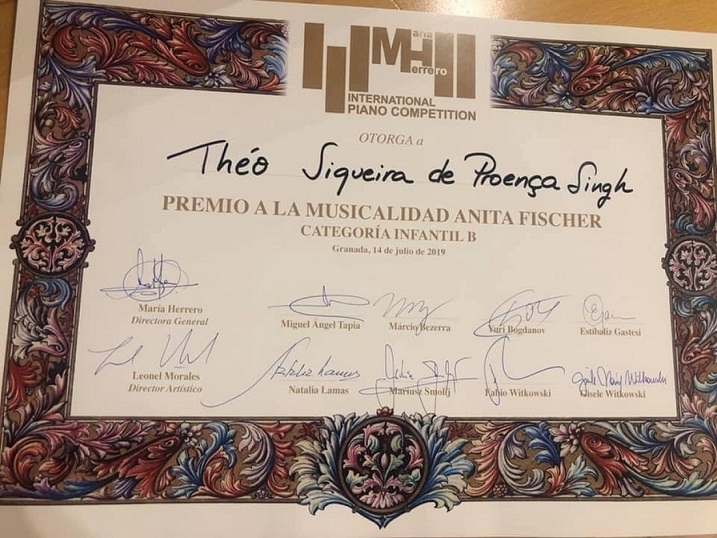 María
Herrero
INTERNATIONAL
PIANO COMPETITION
OTORGA a
Théo Siqueira de Proença Singh
PREMIO A LA MUSICALIDAD ANITA FISCHER
CATEGORÍA INFANTIL B
Granada, 14 de julio de 2019
María Herrero
Directora General
Miguel Ángel Tapia
Márcio Bezerra
Yuri Bogdanov
Estíbaliz Gastesi
Leonel Morales
Director Artístico
Natalia Lamas
Mariusz Smolij
Fabio Witkowski
Gisele Witkowski